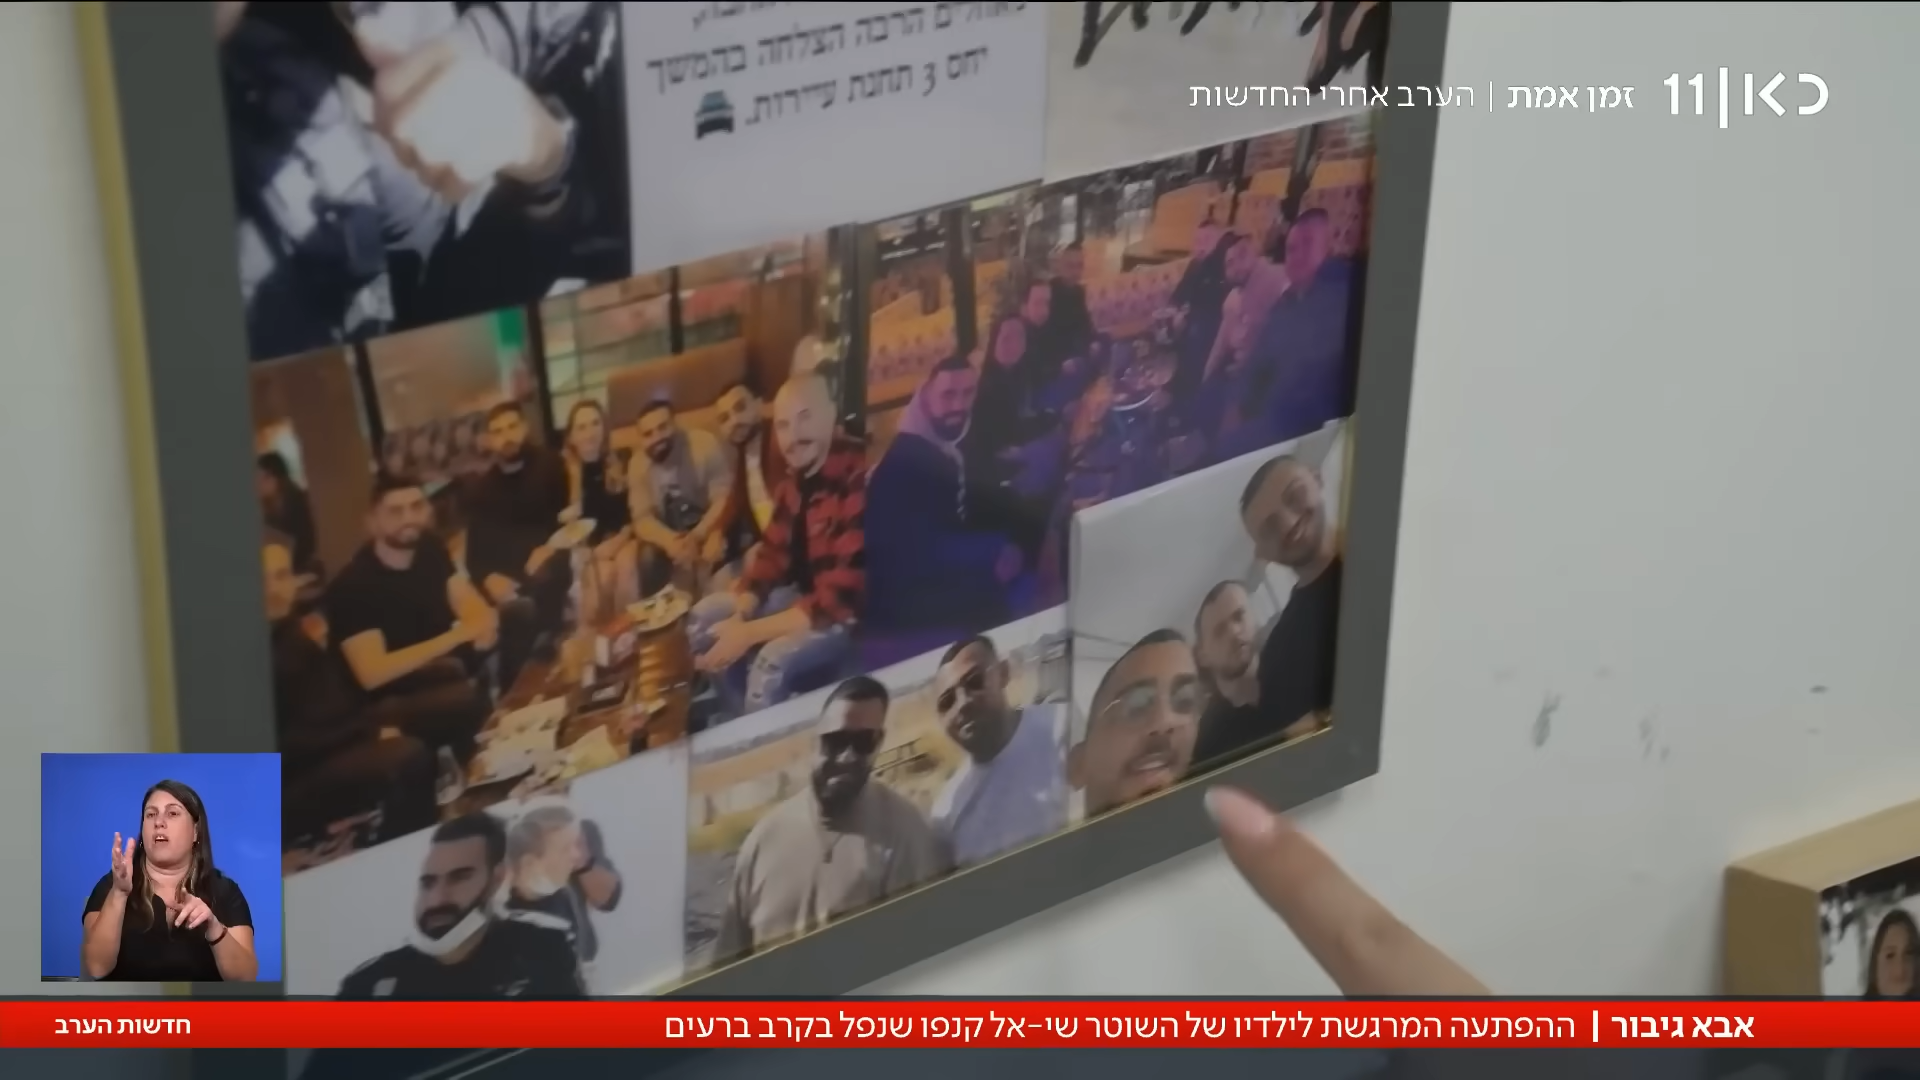 מאחלים הרבה הצלחה בהמשך
יחס 3 תחנת עיירות. 🚘
כאן 11 זמן אמת | הערב אחרי החדשות
אבא גיבור | ההפתעה המרגשת לילדיו של השוטר שי-אל קנפו שנפל בקרב ברעים
חדשות הערב